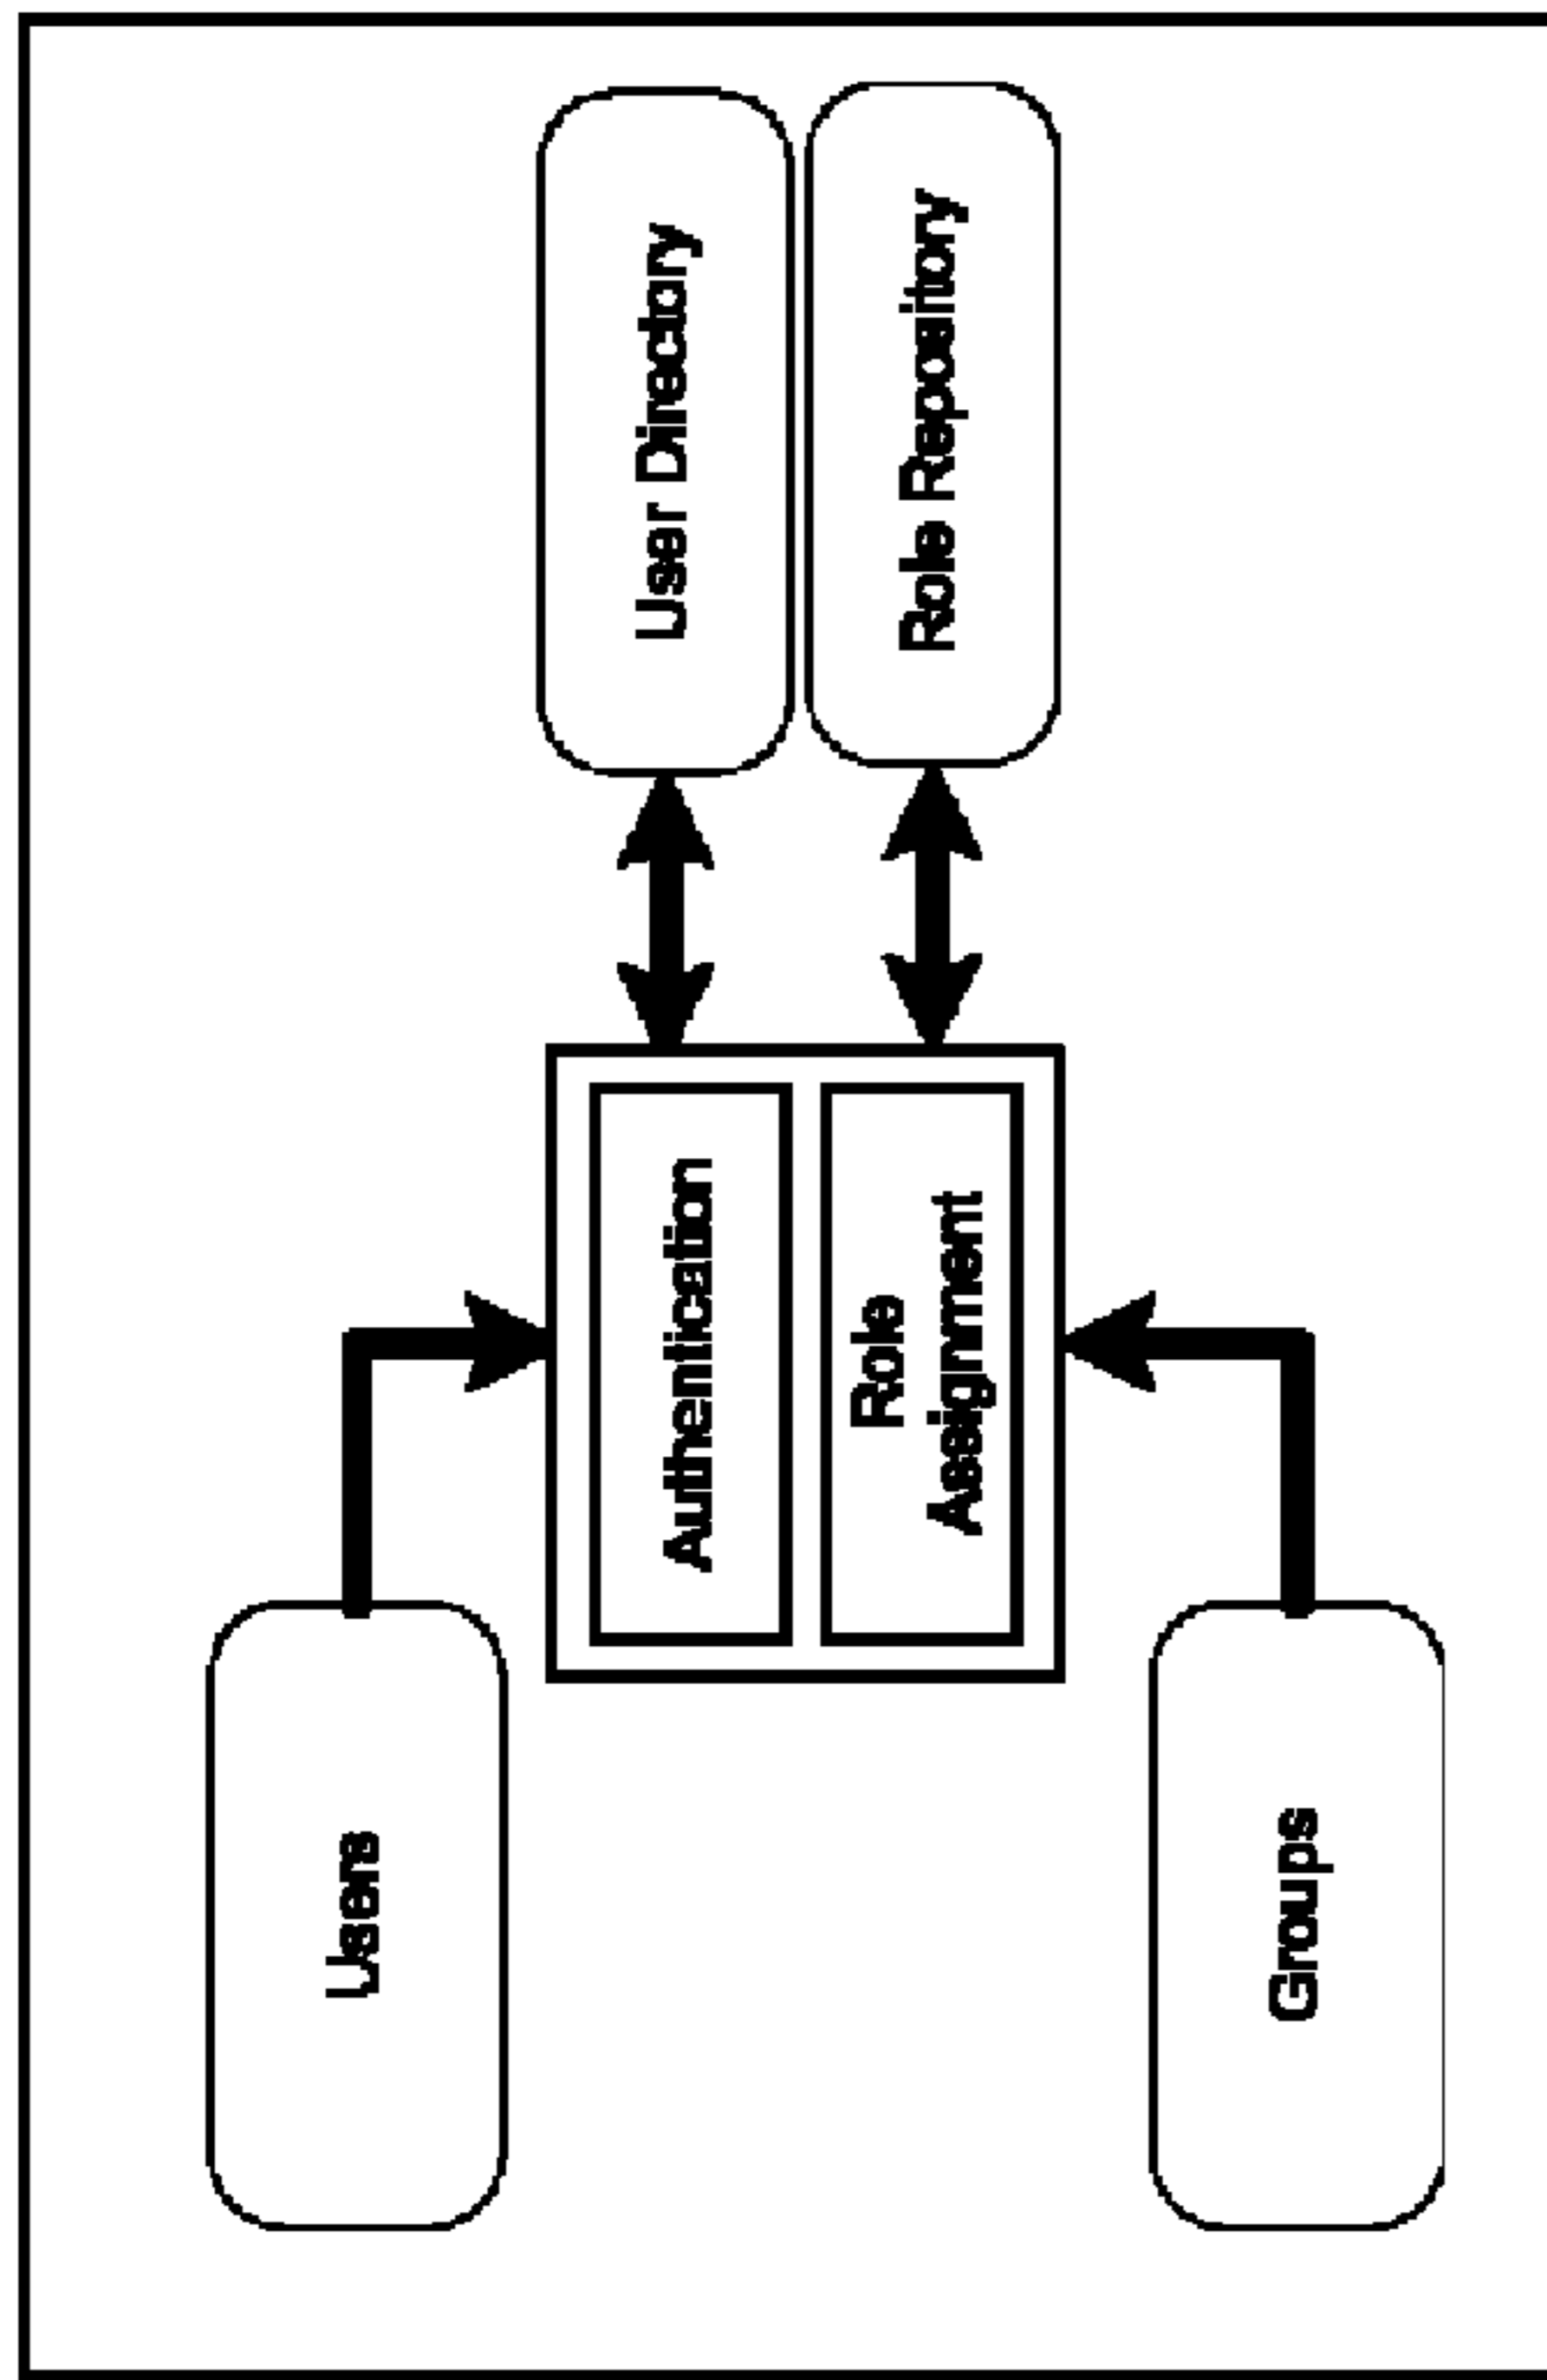 Users
Authentication
Role
Assignment
User Directory
Role Repository
Groups